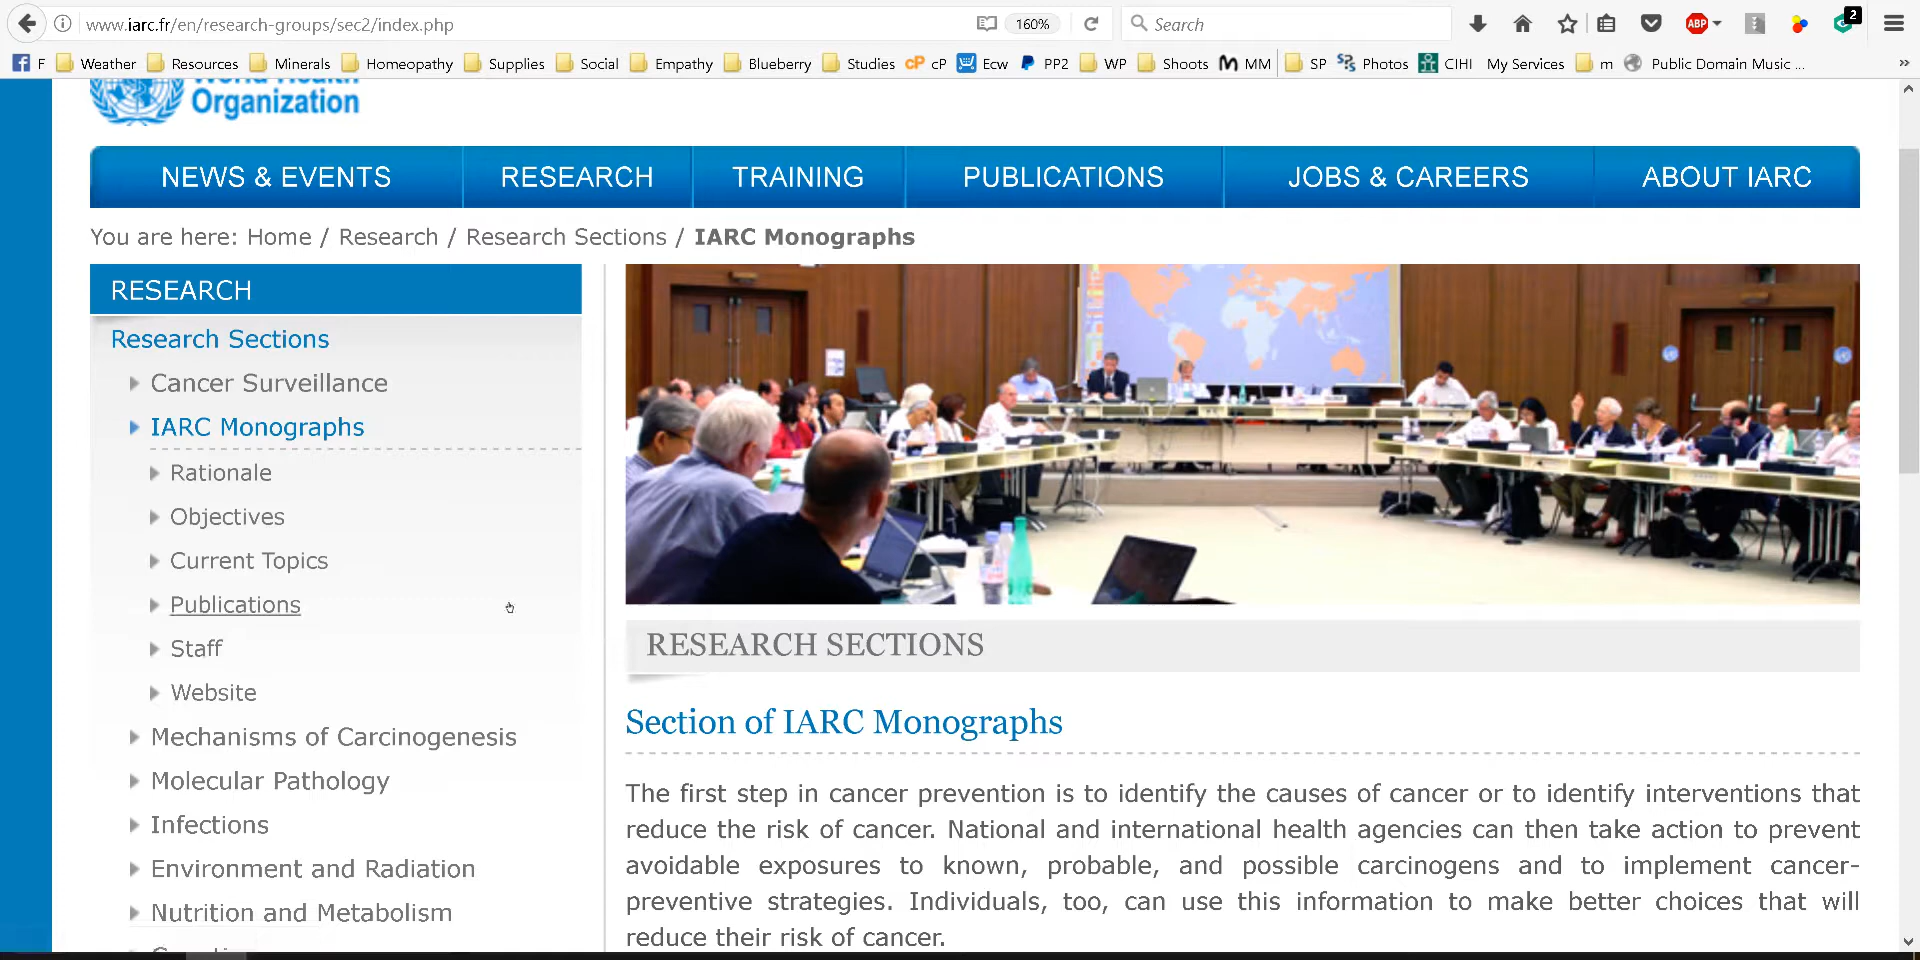 www.iarc.fr/en/research-groups/sec2/index.php
160%
Search
ABP
2
F Weather Resources Minerals Homeopathy Supplies Social Empathy Blueberry Studies cP cP Ecw PP2 WP Shoots MM SP Photos CIHI My Services m Public Domain Music ...
World Health
Organization
NEWS & EVENTS RESEARCH TRAINING PUBLICATIONS JOBS & CAREERS ABOUT IARC
You are here: Home / Research / Research Sections / IARC Monographs
RESEARCH
Research Sections
Cancer Surveillance
IARC Monographs
Rationale
Objectives
Current Topics
Publications
Staff
Website
Mechanisms of Carcinogenesis
Molecular Pathology
Infections
Environment and Radiation
Nutrition and Metabolism
RESEARCH SECTIONS
Section of IARC Monographs
The first step in cancer prevention is to identify the causes of cancer or to identify interventions that
reduce the risk of cancer. National and international health agencies can then take action to prevent
avoidable exposures to known, probable, and possible carcinogens and to implement cancer-
preventive strategies. Individuals, too, can use this information to make better choices that will
reduce their risk of cancer.